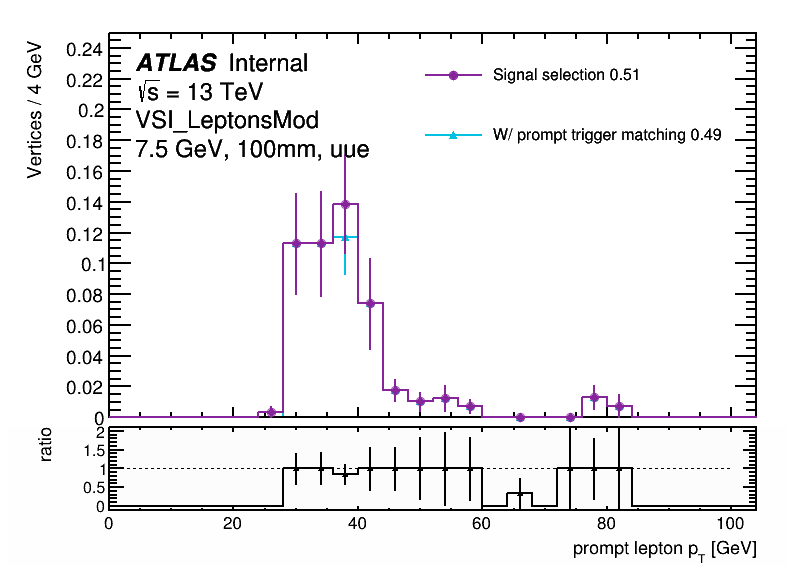 ATLAS Internal
√s = 13 TeV
VSI_LeptonsMod
7.5 GeV, 100mm, uue
Signal selection 0.51
W/ prompt trigger matching 0.49
Vertices / 4 GeV
0.24
0.22
0.2
0.18
0.16
0.14
0.12
0.1
0.08
0.06
0.04
0.02
0
ratio
2
1.5
1
0.5
0
0 20 40 60 80 100
prompt lepton p_T [GeV]